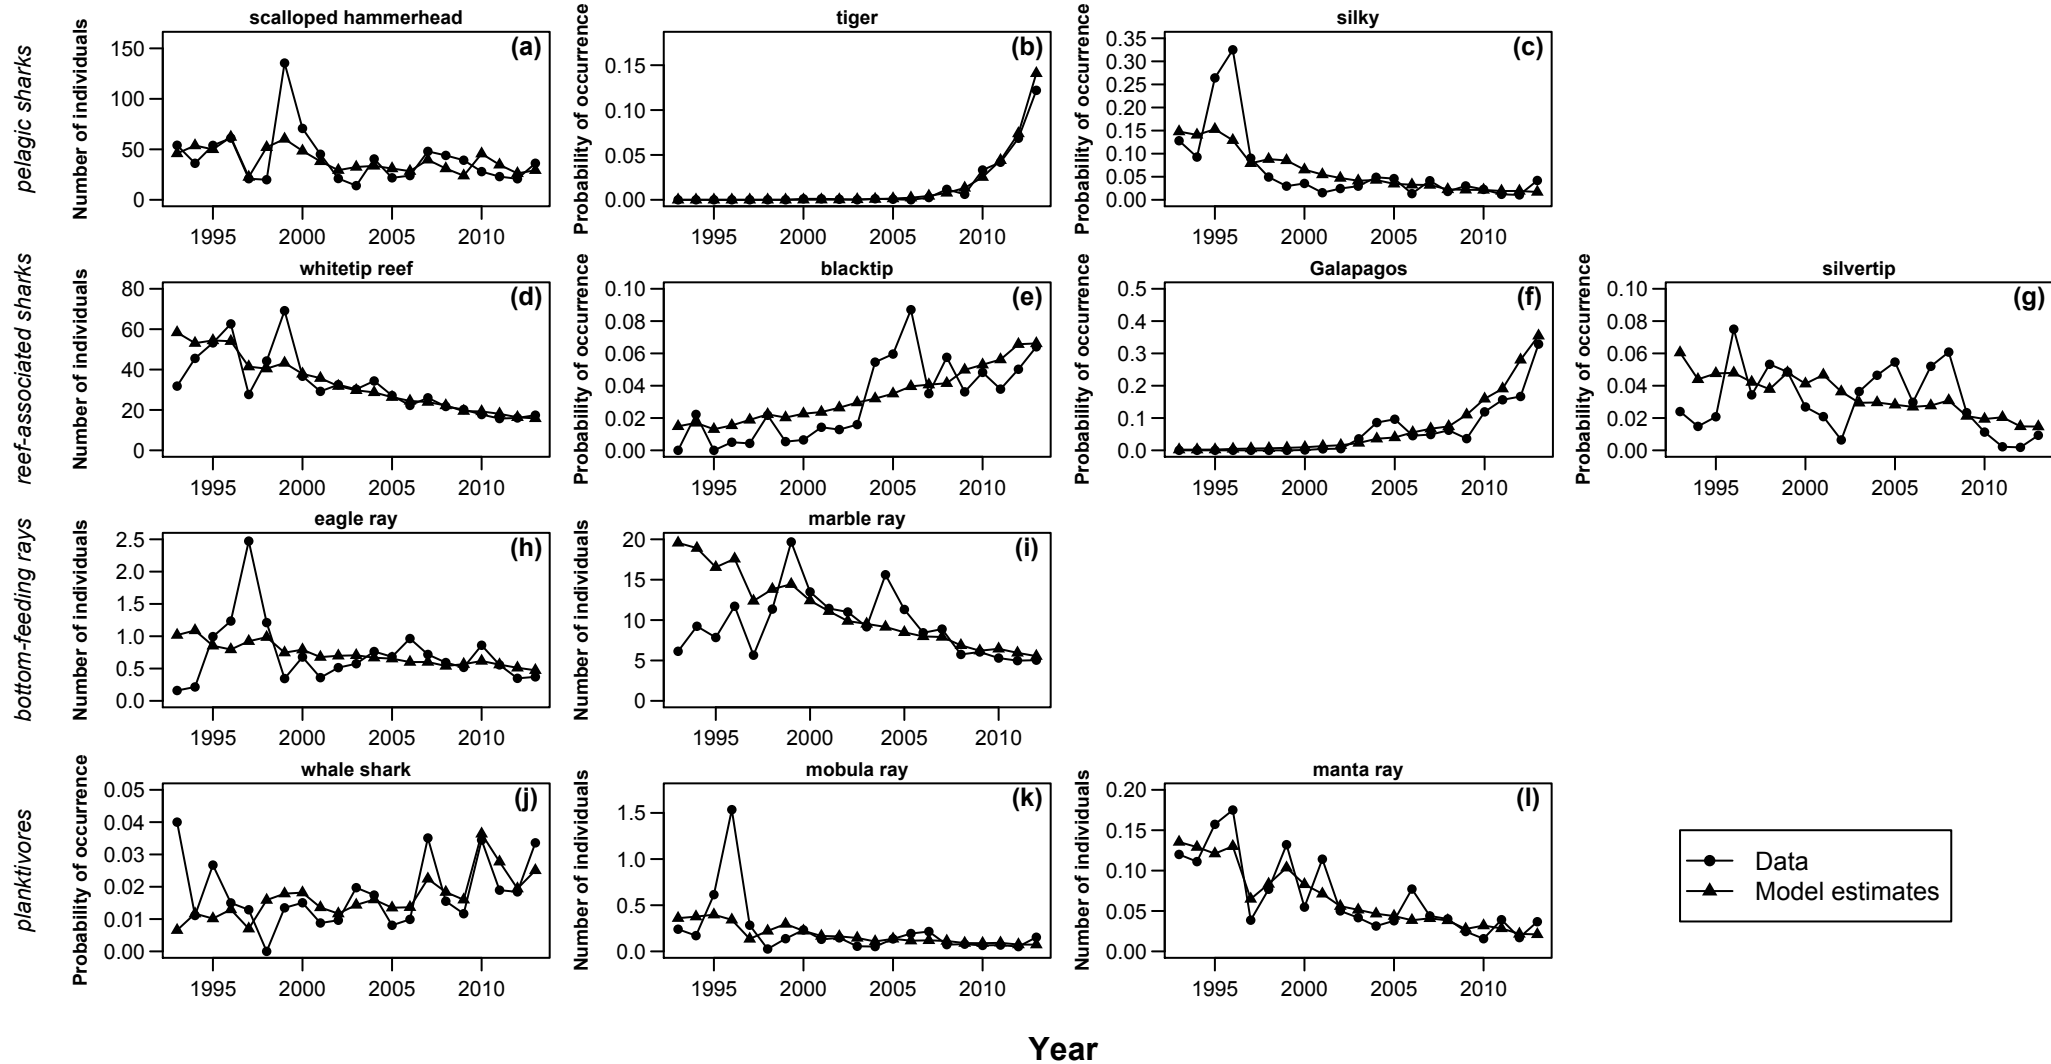 scalloped hammerhead
tiger
silky
pelagic sharks
Number of individuals
150
100
50
0
(a)
1995 2000 2005 2010
Probability of occurrence
0.15
0.10
0.05
0.00
(b)
1995 2000 2005 2010
Probability of occurrence
0.35
0.30
0.25
0.20
0.15
0.10
0.05
0.00
(c)
1995 2000 2005 2010
whitetip reef
blacktip
Galapagos
silvertip
reef-associated sharks
Number of individuals
80
60
40
20
0
(d)
1995 2000 2005 2010
Probability of occurrence
0.10
0.08
0.06
0.04
0.02
0.00
(e)
1995 2000 2005 2010
Probability of occurrence
0.5
0.4
0.3
0.2
0.1
0.0
(f)
1995 2000 2005 2010
Probability of occurrence
0.10
0.08
0.06
0.04
0.02
0.00
(g)
1995 2000 2005 2010
eagle ray
marble ray
bottom-feeding rays
Number of individuals
2.5
2.0
1.5
1.0
0.5
0.0
(h)
1995 2000 2005 2010
Number of individuals
20
15
10
5
0
(i)
1995 2000 2005 2010
whale shark
mobula ray
manta ray
planktivores
Probability of occurrence
0.05
0.04
0.03
0.02
0.01
0.00
(j)
1995 2000 2005 2010
Number of individuals
1.5
1.0
0.5
0.0
(k)
1995 2000 2005 2010
Number of individuals
0.20
0.15
0.10
0.05
0.00
(l)
1995 2000 2005 2010
Data
Model estimates
Year